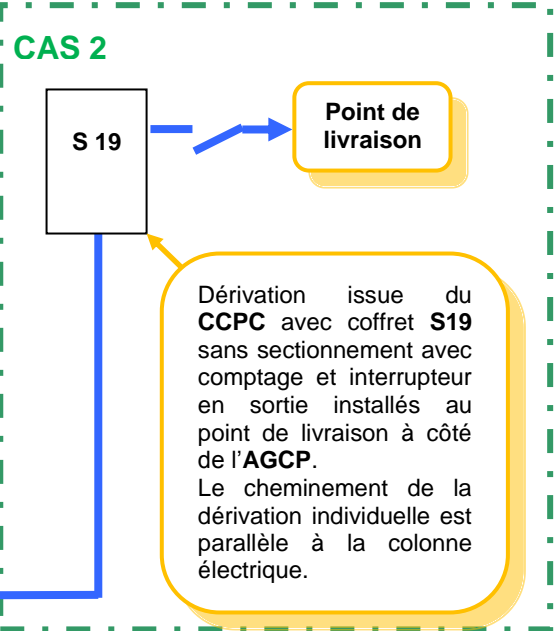 CAS 2
S 19
Point de
livraison
Dérivation issue du
CCPC avec coffret S19
sans sectionnement avec
comptage et interrupteur
en sortie installés au
point de livraison à côté
de l'AGCP.
Le cheminement de la
dérivation individuelle est
parallèle à la colonne
électrique.